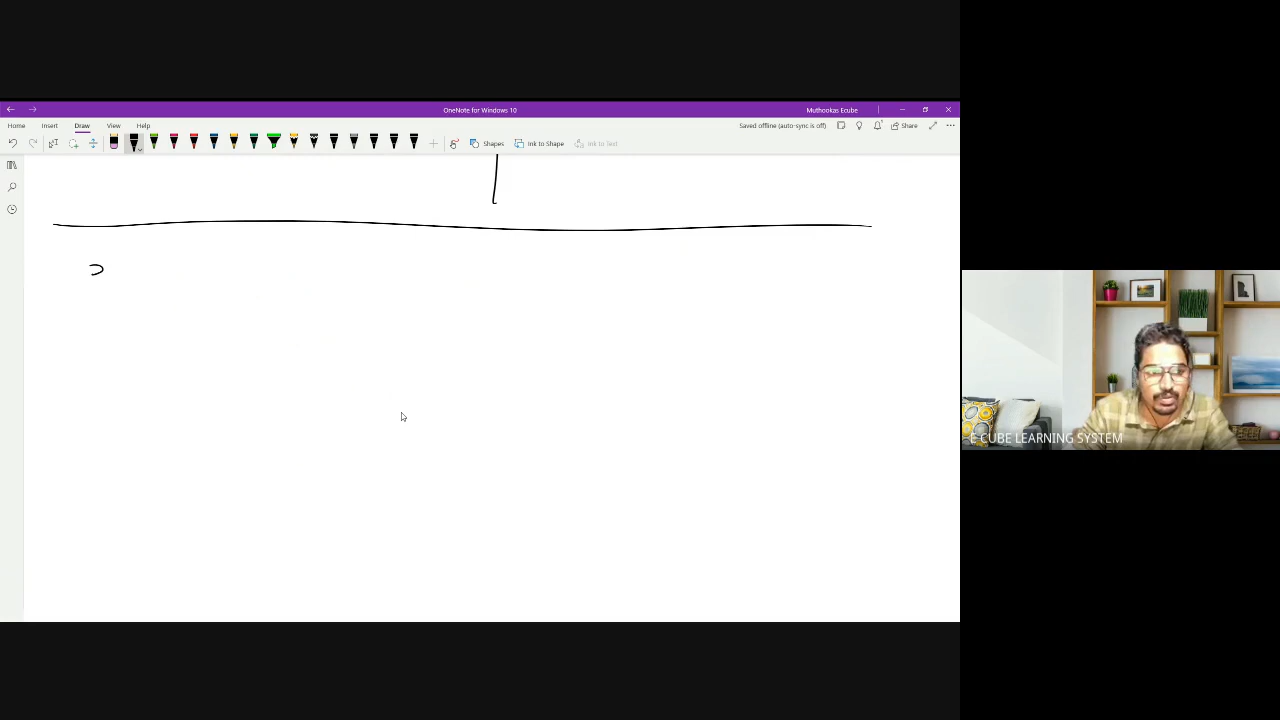 OneNote for Windows 10
Muthookas Ecube
Home Insert Draw View Help
Saved offline (auto-sync is off)
Share
Shapes
Ink to Shape
Ink to Text
E CUBE LEARNING SYSTEM